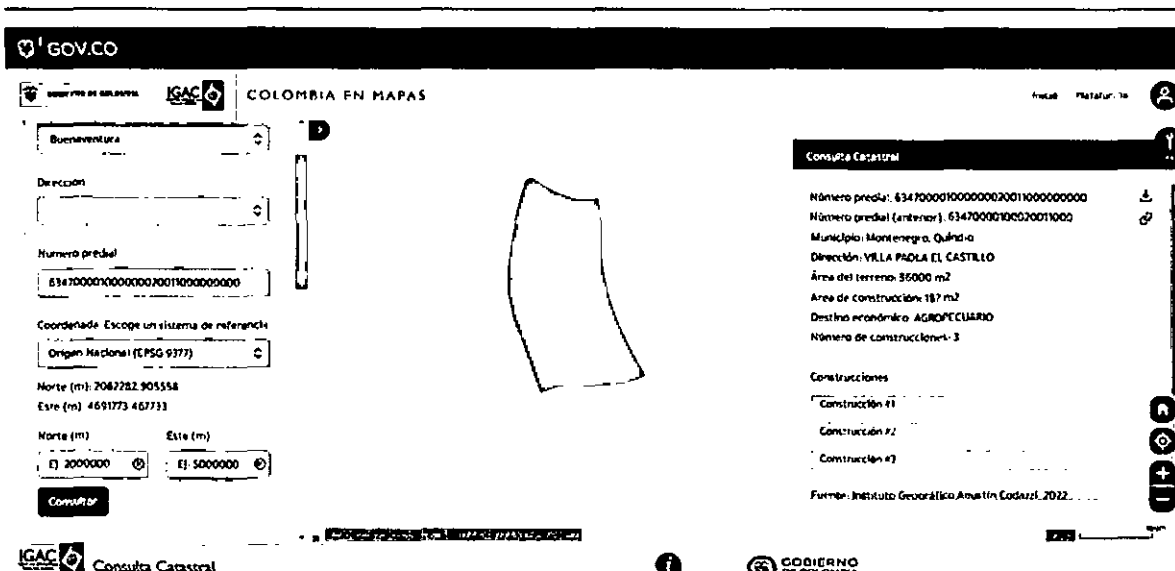 GOV.CO
IGAC
COLOMBIA EN MAPAS
Inicio
Buenaventura
Dirección
Numero predial
634700001000000020011000000000
Coordenada. Escoge un sistema de referencia
Origen Nacional (EPSG 9377)
Norte (m): 2062282.905558
Este (m): 4691773.467733
Norte (m) Este (m)
EJ: 2000000 EJ: 5000000
Consultar
Consulta Catastral
Número predial: 634700001000000020011000000000
Número predial (anterior): 63470000100020011000
Municipio: Montenegro, Quindío
Dirección: VILLA PAOLA EL CASTILLO
Área del terreno: 36000 m2
Area de construcción: 187 m2
Destino económico: AGROPECUARIO
Número de construcciones: 3
Construcciones
Construcción #1
Construcción #2
Construcción #3
Fuente: Instituto Geográfico Agustín Codazzi, 2022
IGAC Consulta Catastral
GOBIERNO DE COLOMBIA